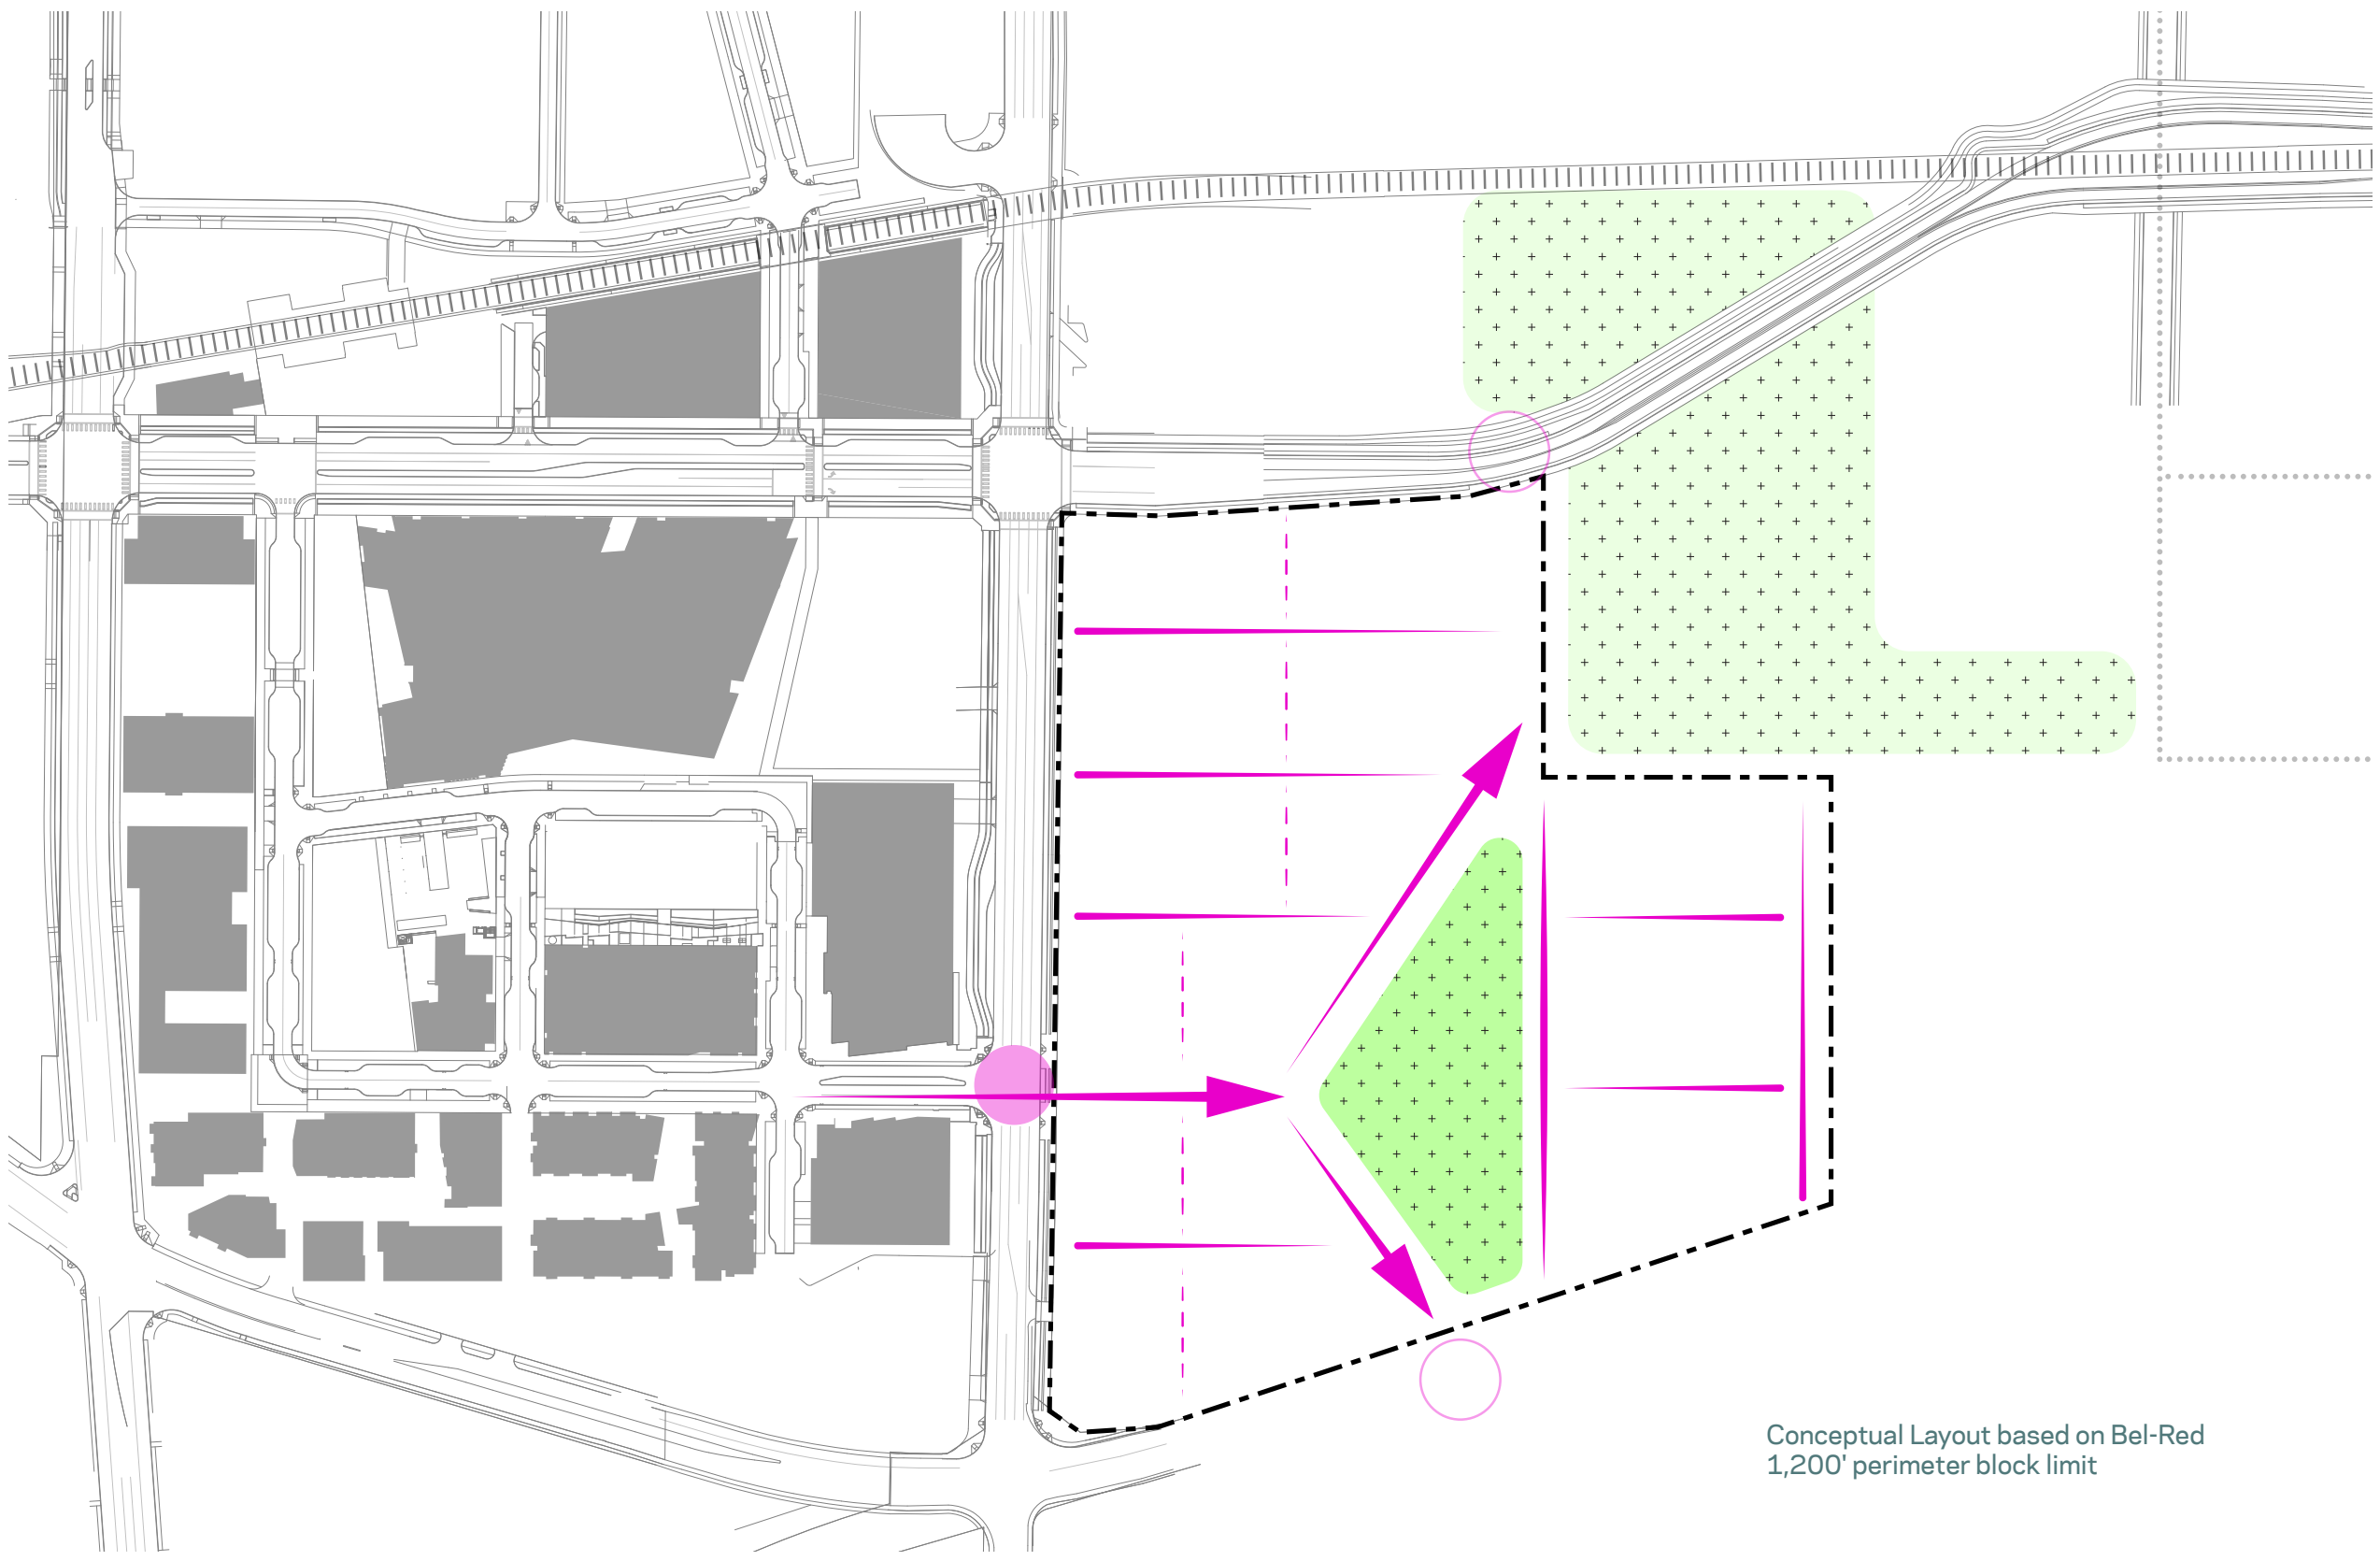 Conceptual Layout based on Bel-Red
1,200' perimeter block limit